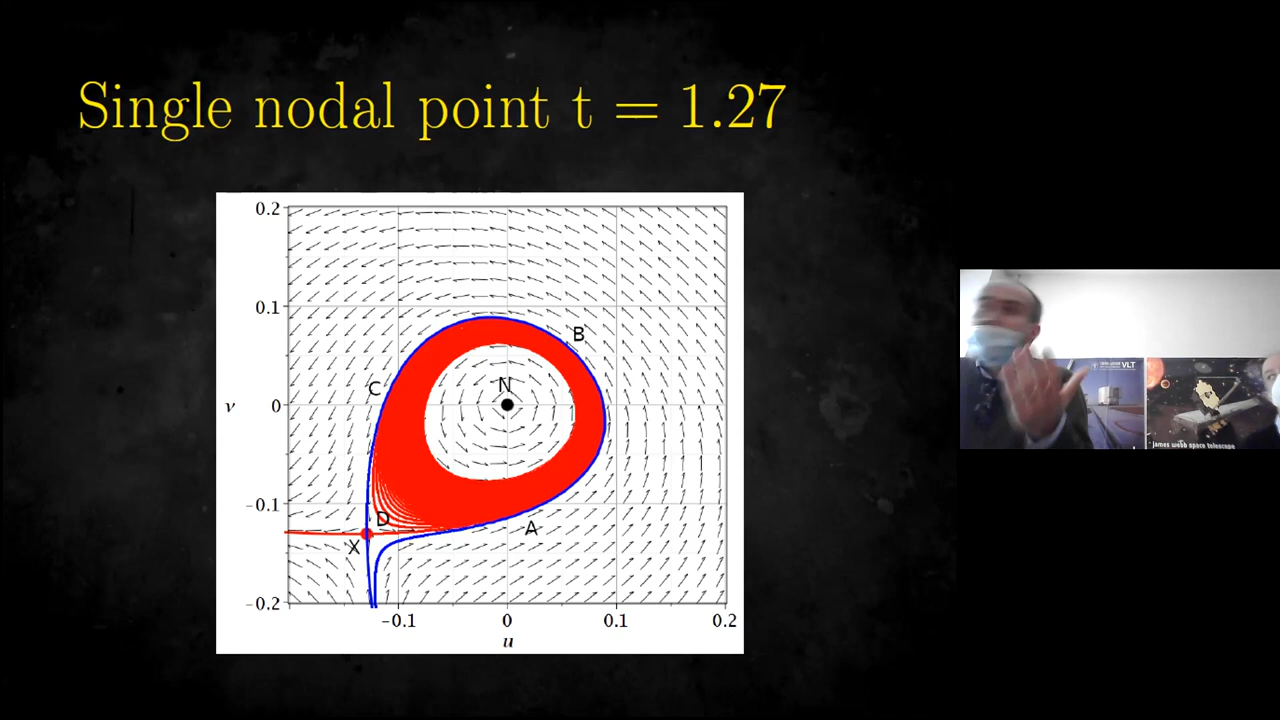 Single nodal point t = 1.27
0.2
0.1
0
-0.1
-0.2
ν
B
C
N
D
A
X
-0.1
0
0.1
0.2
u
VLT
james webb space telescope